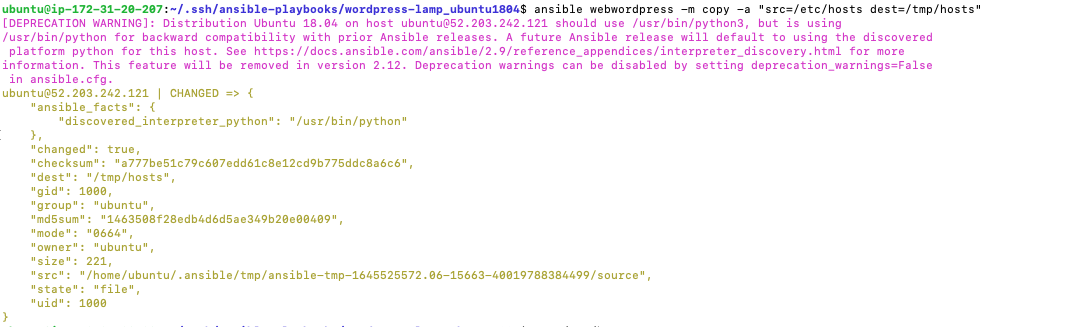 ubuntu@ip-172-31-20-207:~/.ssh/ansible-playbooks/wordpress-lamp_ubuntu1804$ ansible webwordpress -m copy -a "src=/etc/hosts dest=/tmp/hosts"
[DEPRECATION WARNING]: Distribution Ubuntu 18.04 on host ubuntu@52.203.242.121 should use /usr/bin/python3, but is using
/usr/bin/python for backward compatibility with prior Ansible releases. A future Ansible release will default to using the discovered
platform python for this host. See https://docs.ansible.com/ansible/2.9/reference_appendices/interpreter_discovery.html for more
information. This feature will be removed in version 2.12. Deprecation warnings can be disabled by setting deprecation_warnings=False
in ansible.cfg.
ubuntu@52.203.242.121 | CHANGED => {
"ansible_facts": {
"discovered_interpreter_python": "/usr/bin/python"
},
"changed": true,
"checksum": "a777be51c79c607edd61c8e12cd9b775ddc8a6c6",
"dest": "/tmp/hosts",
"gid": 1000,
"group": "ubuntu",
"md5sum": "1463508f28edb4d6d5ae349b20e00409",
"mode": "0664",
"owner": "ubuntu",
"size": 221,
"src": "/home/ubuntu/.ansible/tmp/ansible-tmp-1645525572.06-15663-40019788384499/source",
"state": "file",
"uid": 1000
}